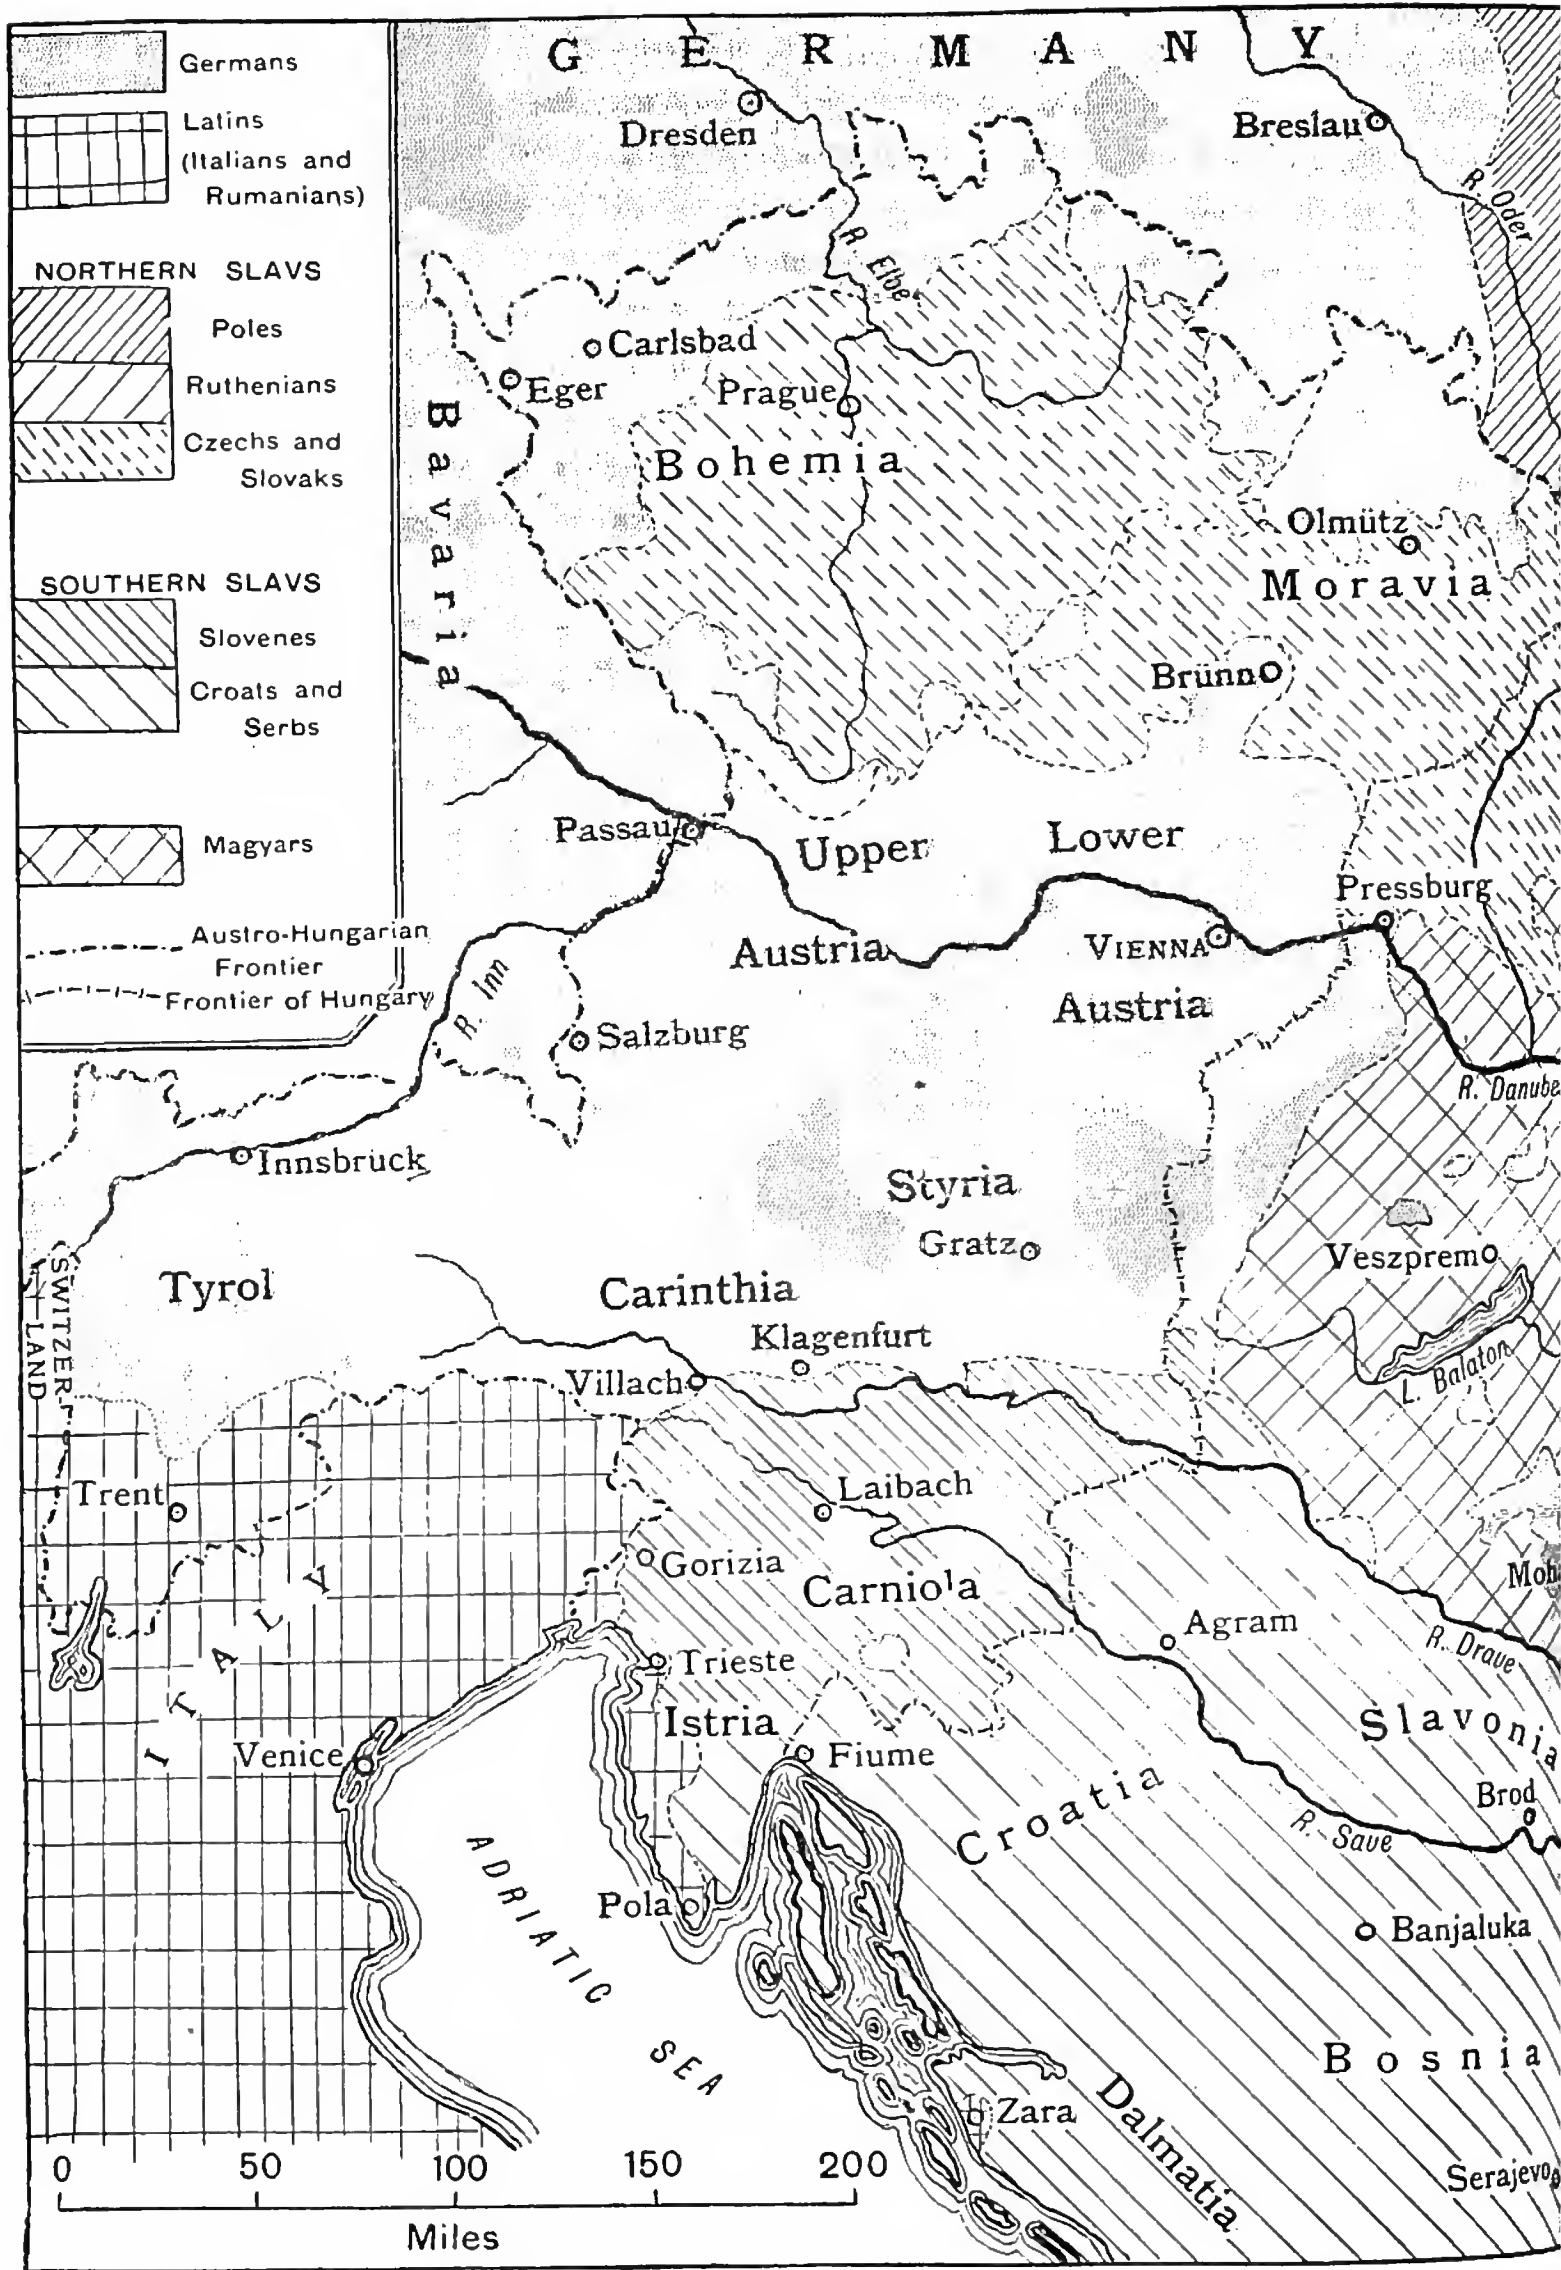 Germans
Latins
(Italians and
Rumanians)
NORTHERN SLAVS
Poles
Ruthenians
Czechs and
Slovaks
SOUTHERN SLAVS
Slovenes
Croats and
Serbs
Magyars
Austro-Hungarian
Frontier
Frontier of Hungary
GERMANY
Dresden
Breslau
R. Oder
R. Elbe
Carlsbad
Eger
Prague
Bavaria
Bohemia
Olmütz
Moravia
Brünn
Passau
Upper
Lower
Pressburg
Austria
VIENNA
Austria
R. Inn
Salzburg
R. Danube
Innsbruck
Styria
Gratz
Veszprem
SWITZER
LAND
Tyrol
Carinthia
Klagenfurt
Villach
L. Balaton
Trent
Laibach
Gorizia
Carniola
Moh
Agram
R. Drave
ITALY
Trieste
Istria
Slavonia
Venice
Fiume
Croatia
Brod
R. Save
ADRIATIC SEA
Pola
Banjaluka
Bosnia
Zara
Dalmatia
Serajevo
0 50 100 150 200
Miles